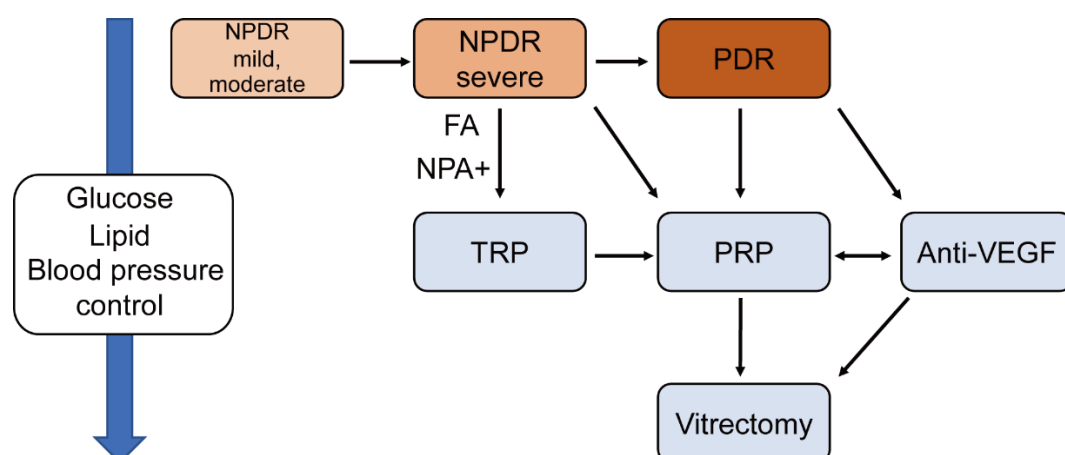 NPDR
mild,
moderate
NPDR
severe
PDR
FA
NPA+
Glucose
Lipid
Blood pressure
control
TRP
PRP
Anti-VEGF
Vitrectomy